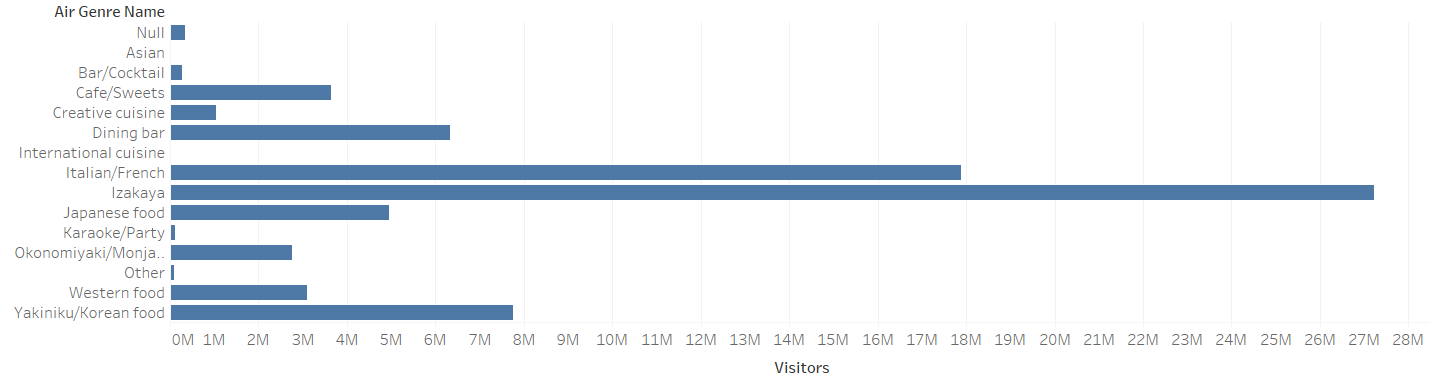 Air Genre Name
Null
Asian
Bar/Cocktail
Cafe/Sweets
Creative cuisine
Dining bar
International cuisine
Italian/French
Izakaya
Japanese food
Karaoke/Party
Okonomiyaki/Monja..
Other
Western food
Yakiniku/Korean food
0M 1M 2M 3M 4M 5M 6M 7M 8M 9M 10M 11M 12M 13M 14M 15M 16M 17M 18M 19M 20M 21M 22M 23M 24M 25M 26M 27M 28M
Visitors